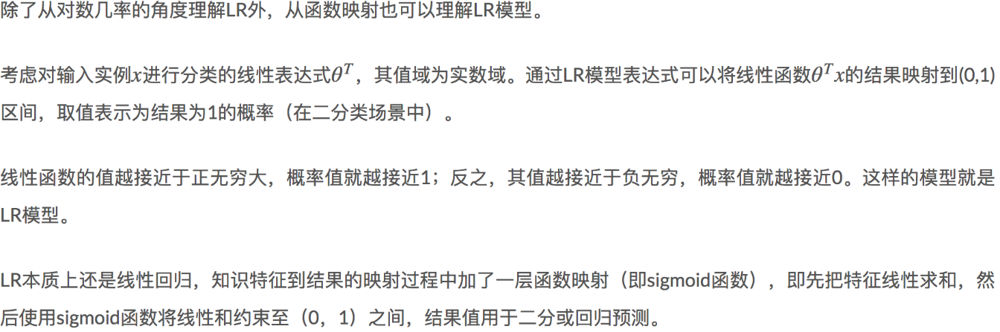 除了从对数几率的角度理解LR外，从函数映射也可以理解LR模型。
考虑对输入实例x进行分类的线性表达式θᵀ，其值域为实数域。通过LR模型表达式可以将线性函数θᵀx的结果映射到(0,1)
区间，取值表示为结果为1的概率（在二分类场景中）。
线性函数的值越接近于正无穷大，概率值就越接近1；反之，其值越接近于负无穷，概率值就越接近0。这样的模型就是
LR模型。
LR本质上还是线性回归，知识特征到结果的映射过程中加了一层函数映射（即sigmoid函数），即先把特征线性求和，然
后使用sigmoid函数将线性和约束至（0，1）之间，结果值用于二分或回归预测。